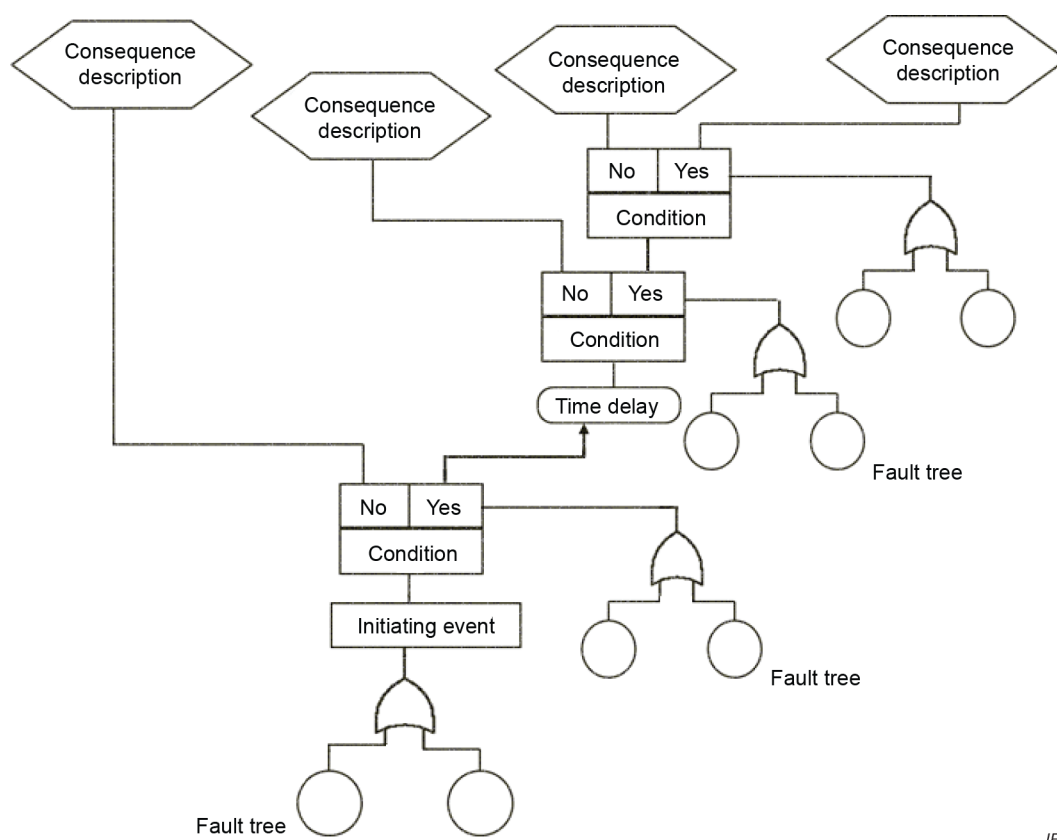 Consequence
description
Consequence
description
Consequence
description
Consequence
description
No
Yes
Condition
No
Yes
Condition
Time delay
Fault tree
No
Yes
Condition
Initiating event
Fault tree
Fault tree